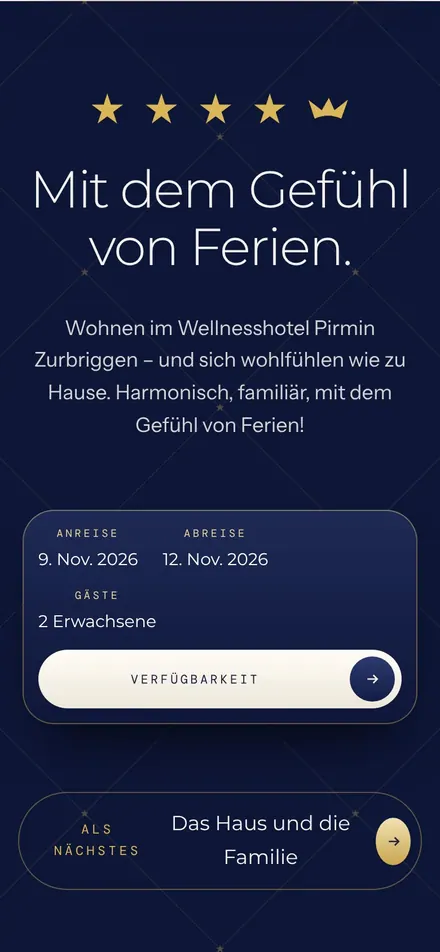 Mit dem Gefühl
von Ferien.
Wohnen im Wellnesshotel Pirmin
Zurbriggen – und sich wohlfühlen wie zu
Hause. Harmonisch, familiär, mit dem
Gefühl von Ferien!
ANREISE ABREISE
9. Nov. 2026 12. Nov. 2026
GÄSTE
2 Erwachsene
VERFÜGBARKEIT
ALS
NÄCHSTES
Das Haus und die
Familie